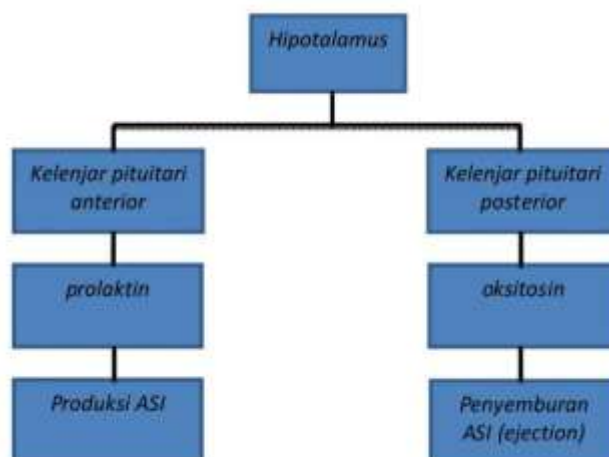 Hipotalamus
Kelenjar pituitari
anterior
Kelenjar pituitari
posterior
prolaktin
oksitosin
Produksi ASI
Penyemburan
ASI (ejection)